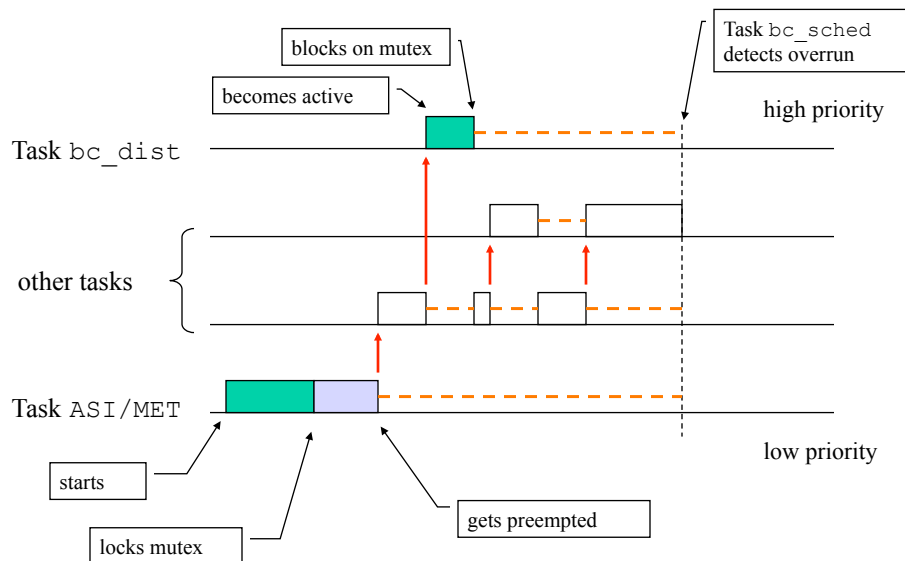 blocks on mutex
Task bc_sched
detects overrun
becomes active
high priority
Task bc_dist
other tasks
Task ASI/MET
low priority
starts
gets preempted
locks mutex